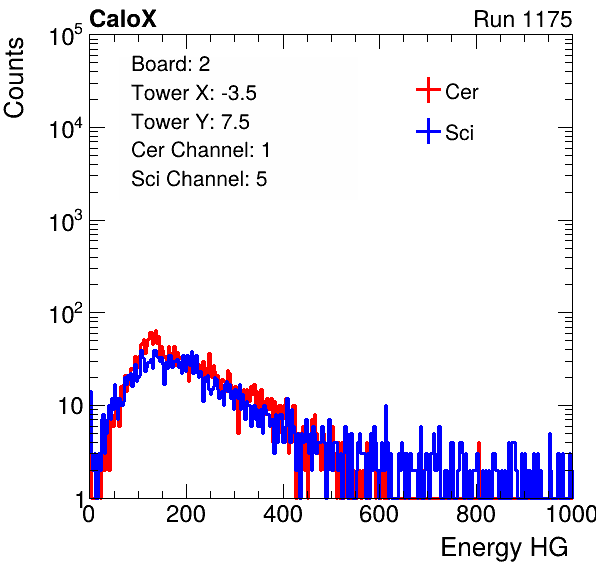 CaloX Run 1175
Counts
Board: 2
Tower X: -3.5
Tower Y: 7.5
Cer Channel: 1
Sci Channel: 5
Cer
Sci
10^5
10^4
10^3
10^2
10
1
0 200 400 600 800 1000
Energy HG